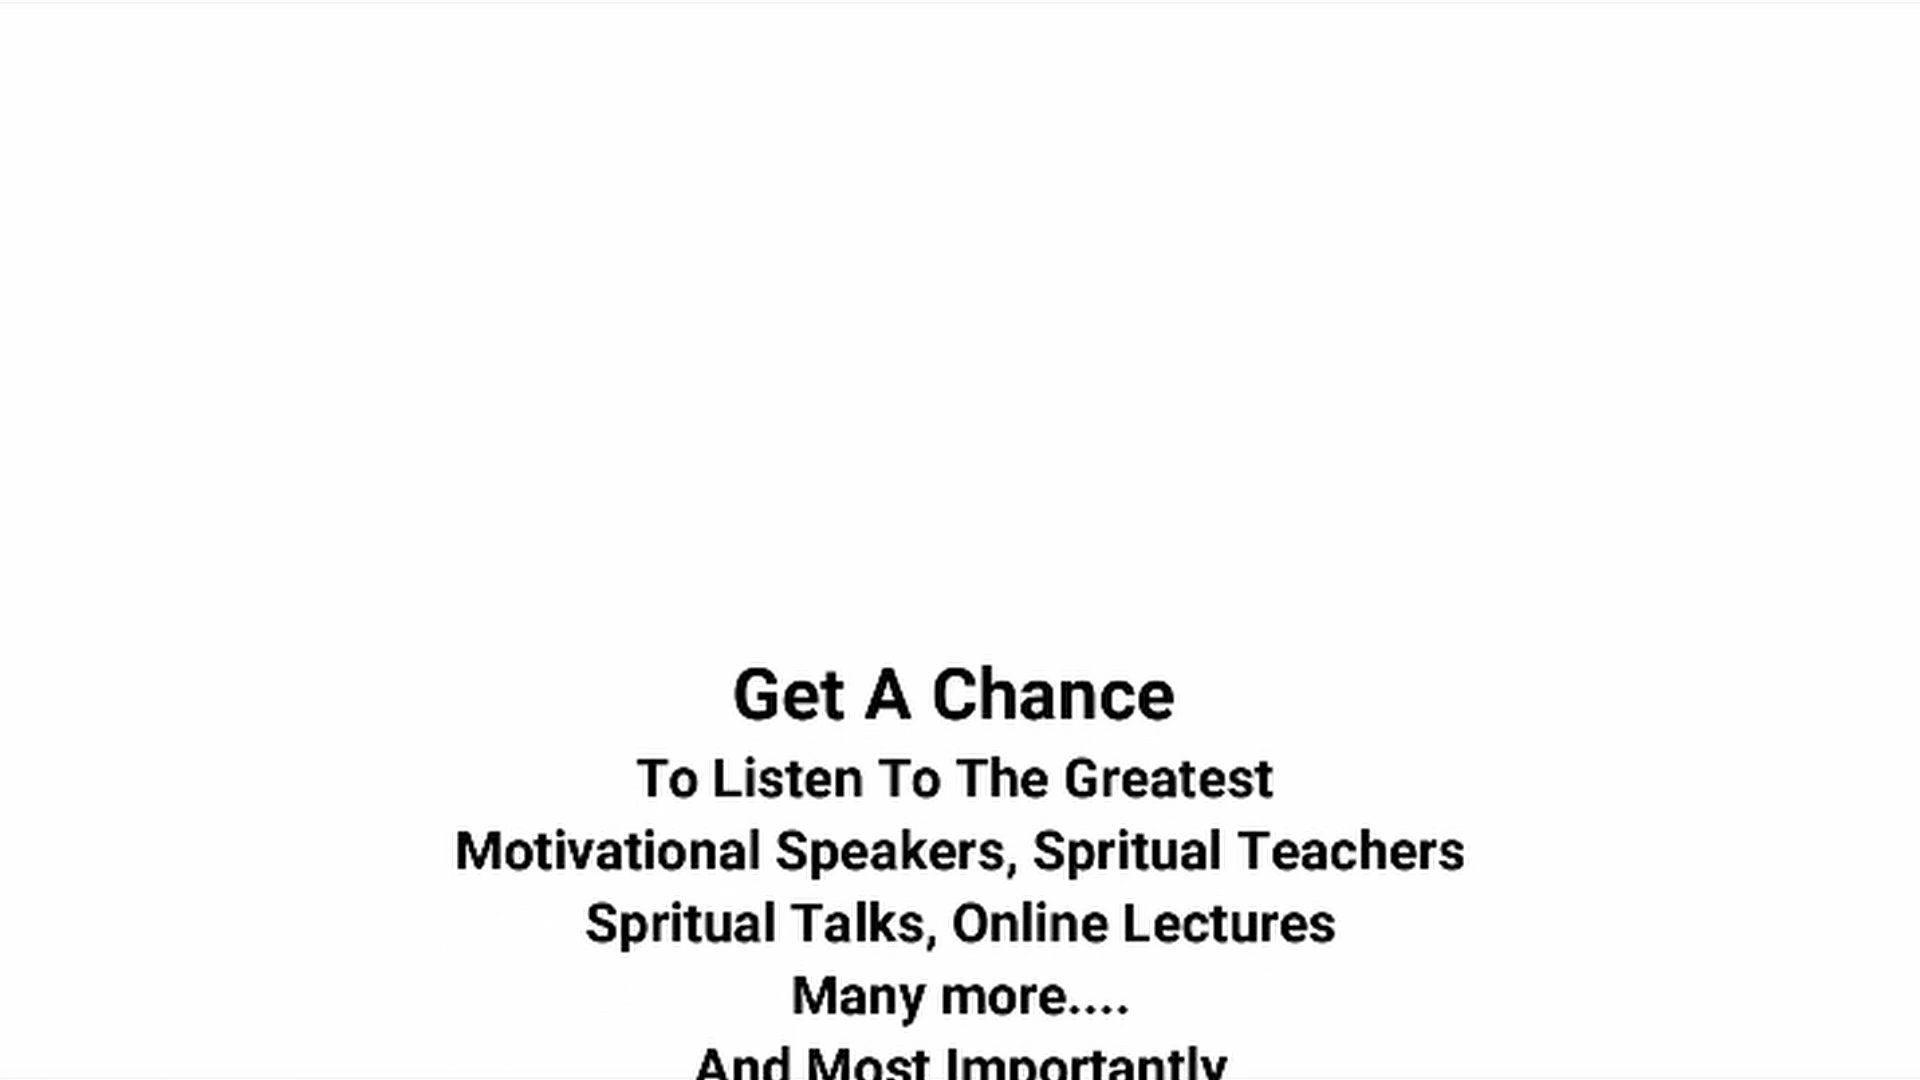 Get A Chance
To Listen To The Greatest
Motivational Speakers, Spritual Teachers
Spritual Talks, Online Lectures
Many more....
And Most Importantly